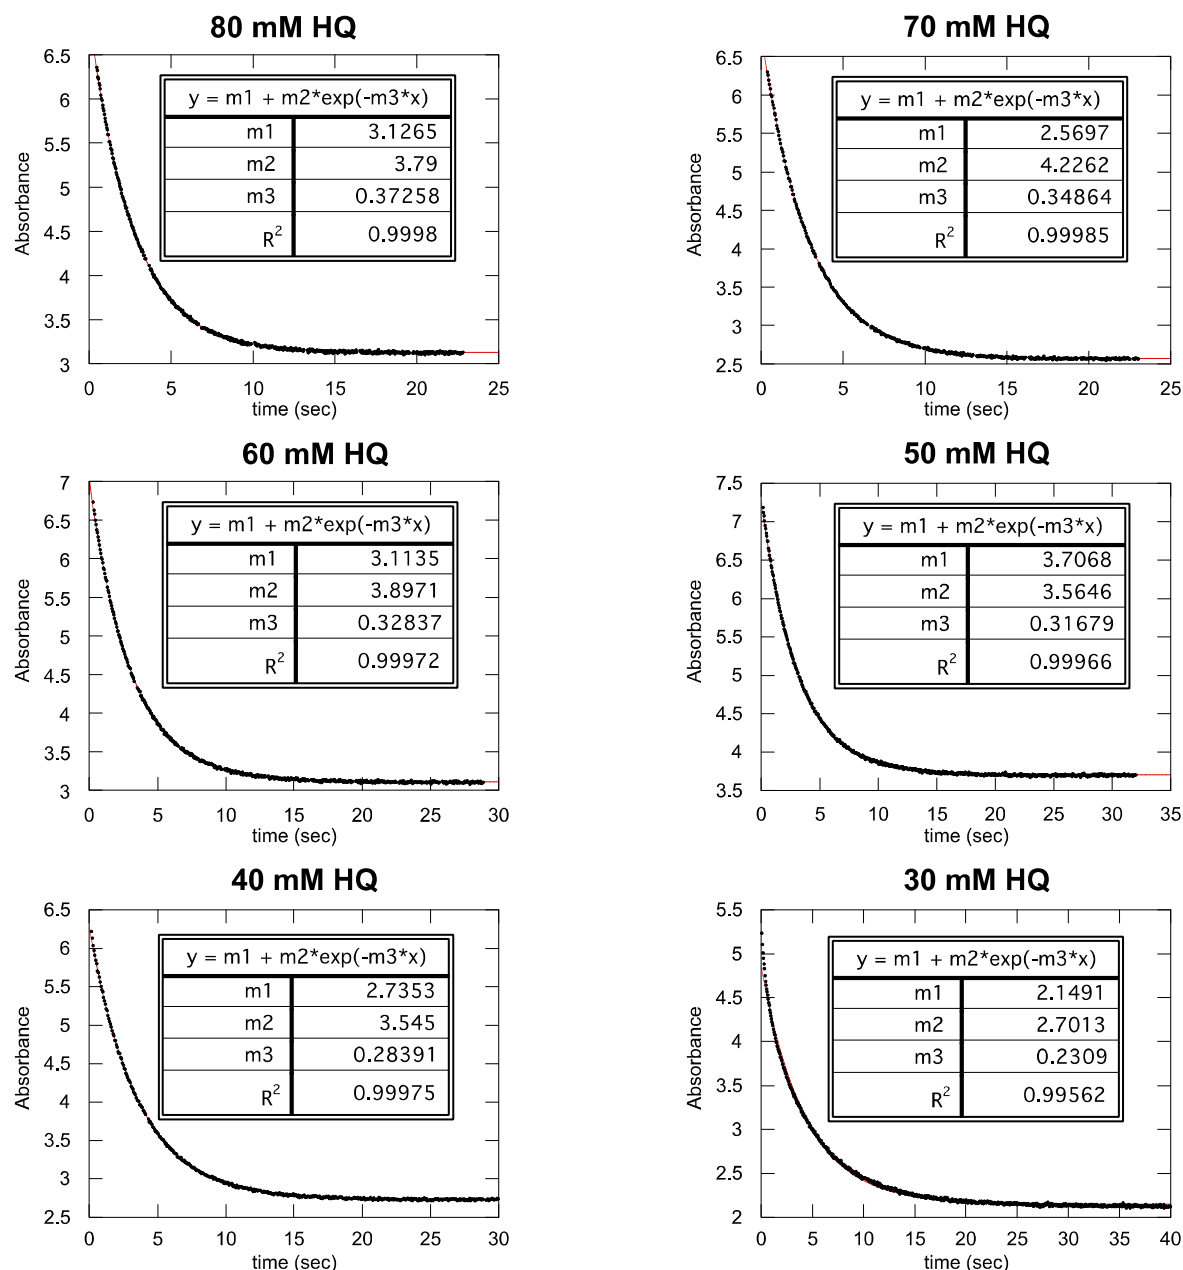 80 mM HQ
Absorbance
6.5
6
5.5
5
4.5
4
3.5
3
y = m1 + m2*exp(-m3*x)
m1 3.1265
m2 3.79
m3 0.37258
R² 0.9998
0 5 10 15 20 25
time (sec)
70 mM HQ
Absorbance
6.5
6
5.5
5
4.5
4
3.5
3
2.5
y = m1 + m2*exp(-m3*x)
m1 2.5697
m2 4.2262
m3 0.34864
R² 0.99985
0 5 10 15 20 25
time (sec)
60 mM HQ
Absorbance
7
6.5
6
5.5
5
4.5
4
3.5
3
y = m1 + m2*exp(-m3*x)
m1 3.1135
m2 3.8971
m3 0.32837
R² 0.99972
0 5 10 15 20 25 30
time (sec)
50 mM HQ
Absorbance
7.5
7
6.5
6
5.5
5
4.5
4
3.5
y = m1 + m2*exp(-m3*x)
m1 3.7068
m2 3.5646
m3 0.31679
R² 0.99966
0 5 10 15 20 25 30 35
time (sec)
40 mM HQ
Absorbance
6.5
6
5.5
5
4.5
4
3.5
3
2.5
y = m1 + m2*exp(-m3*x)
m1 2.7353
m2 3.545
m3 0.28391
R² 0.99975
0 5 10 15 20 25 30
time (sec)
30 mM HQ
Absorbance
5.5
5
4.5
4
3.5
3
2.5
2
y = m1 + m2*exp(-m3*x)
m1 2.1491
m2 2.7013
m3 0.2309
R² 0.99562
0 5 10 15 20 25 30 35 40
time (sec)